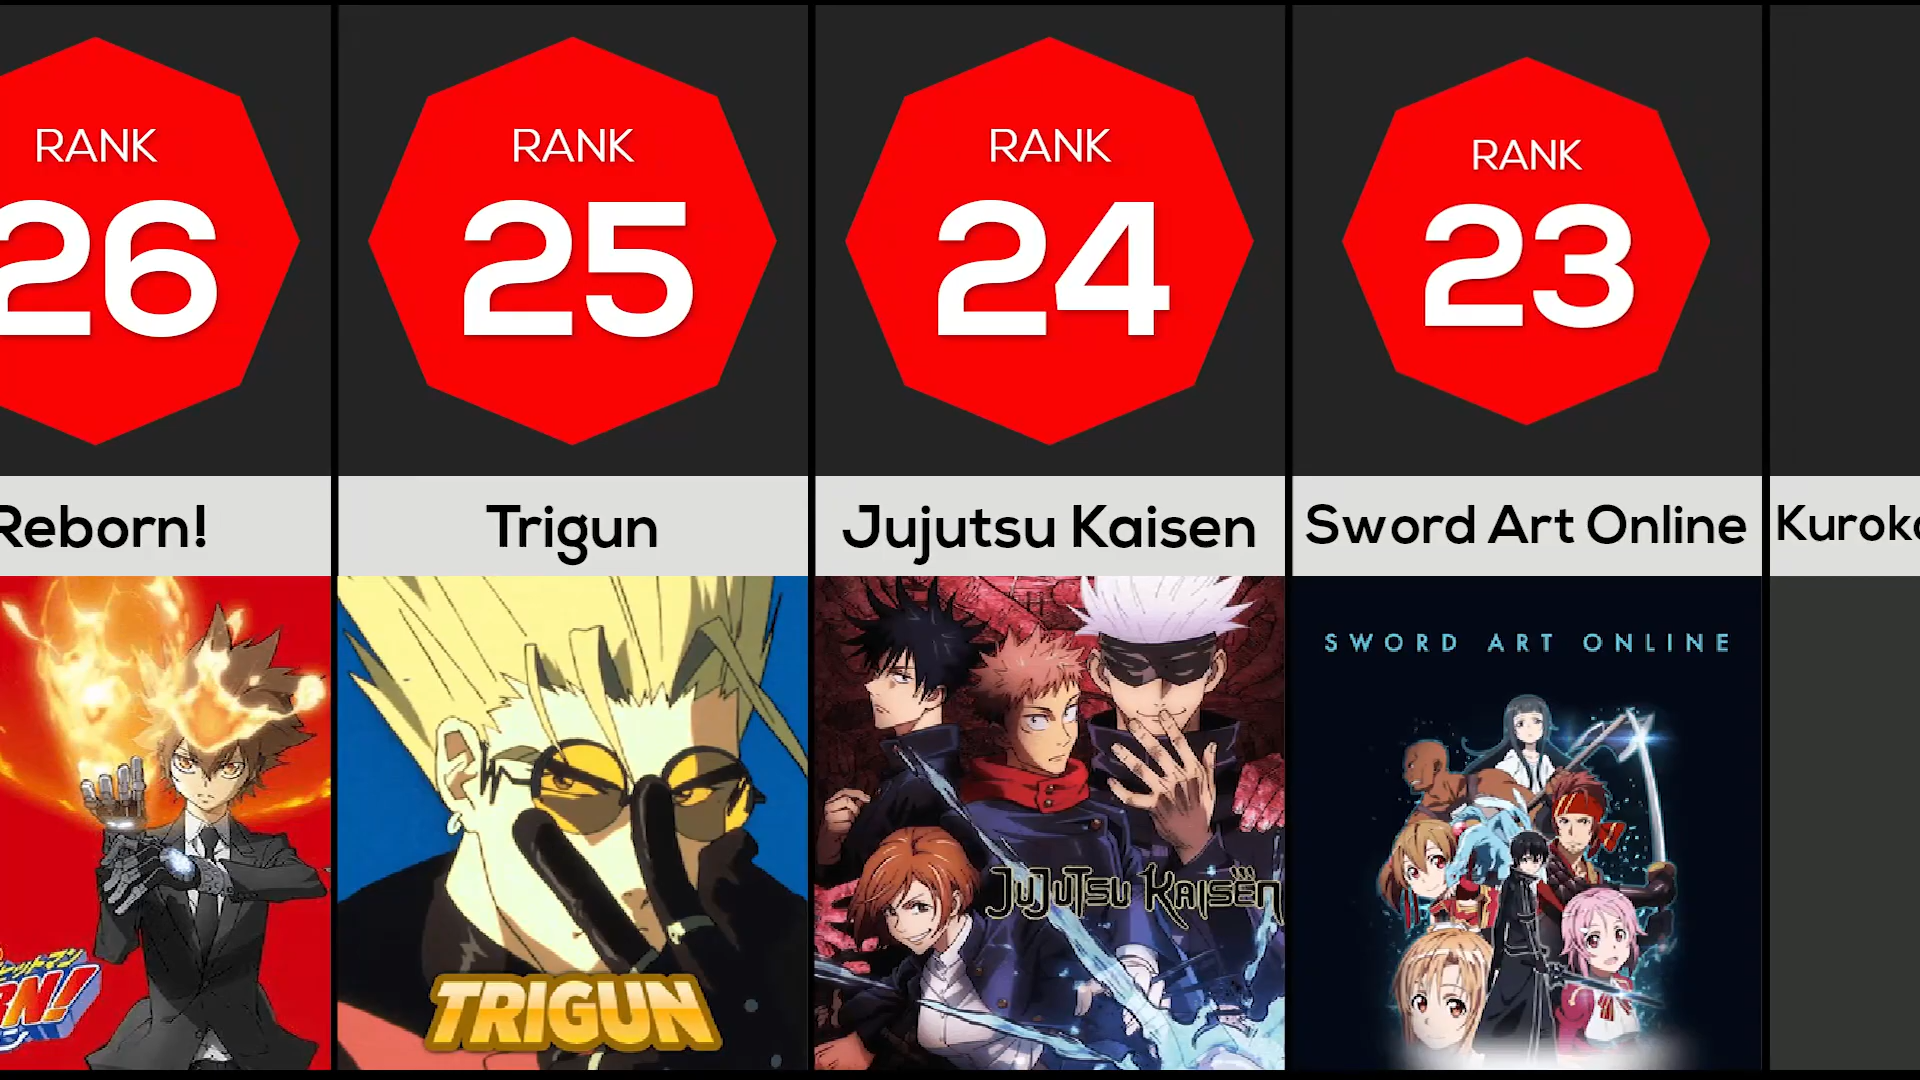 RANK
26
Reborn!
RANK
25
Trigun
TRIGUN
RANK
24
Jujutsu Kaisen
JUJUTSU KAISEN
RANK
23
Sword Art Online
SWORD ART ONLINE
Kuroko